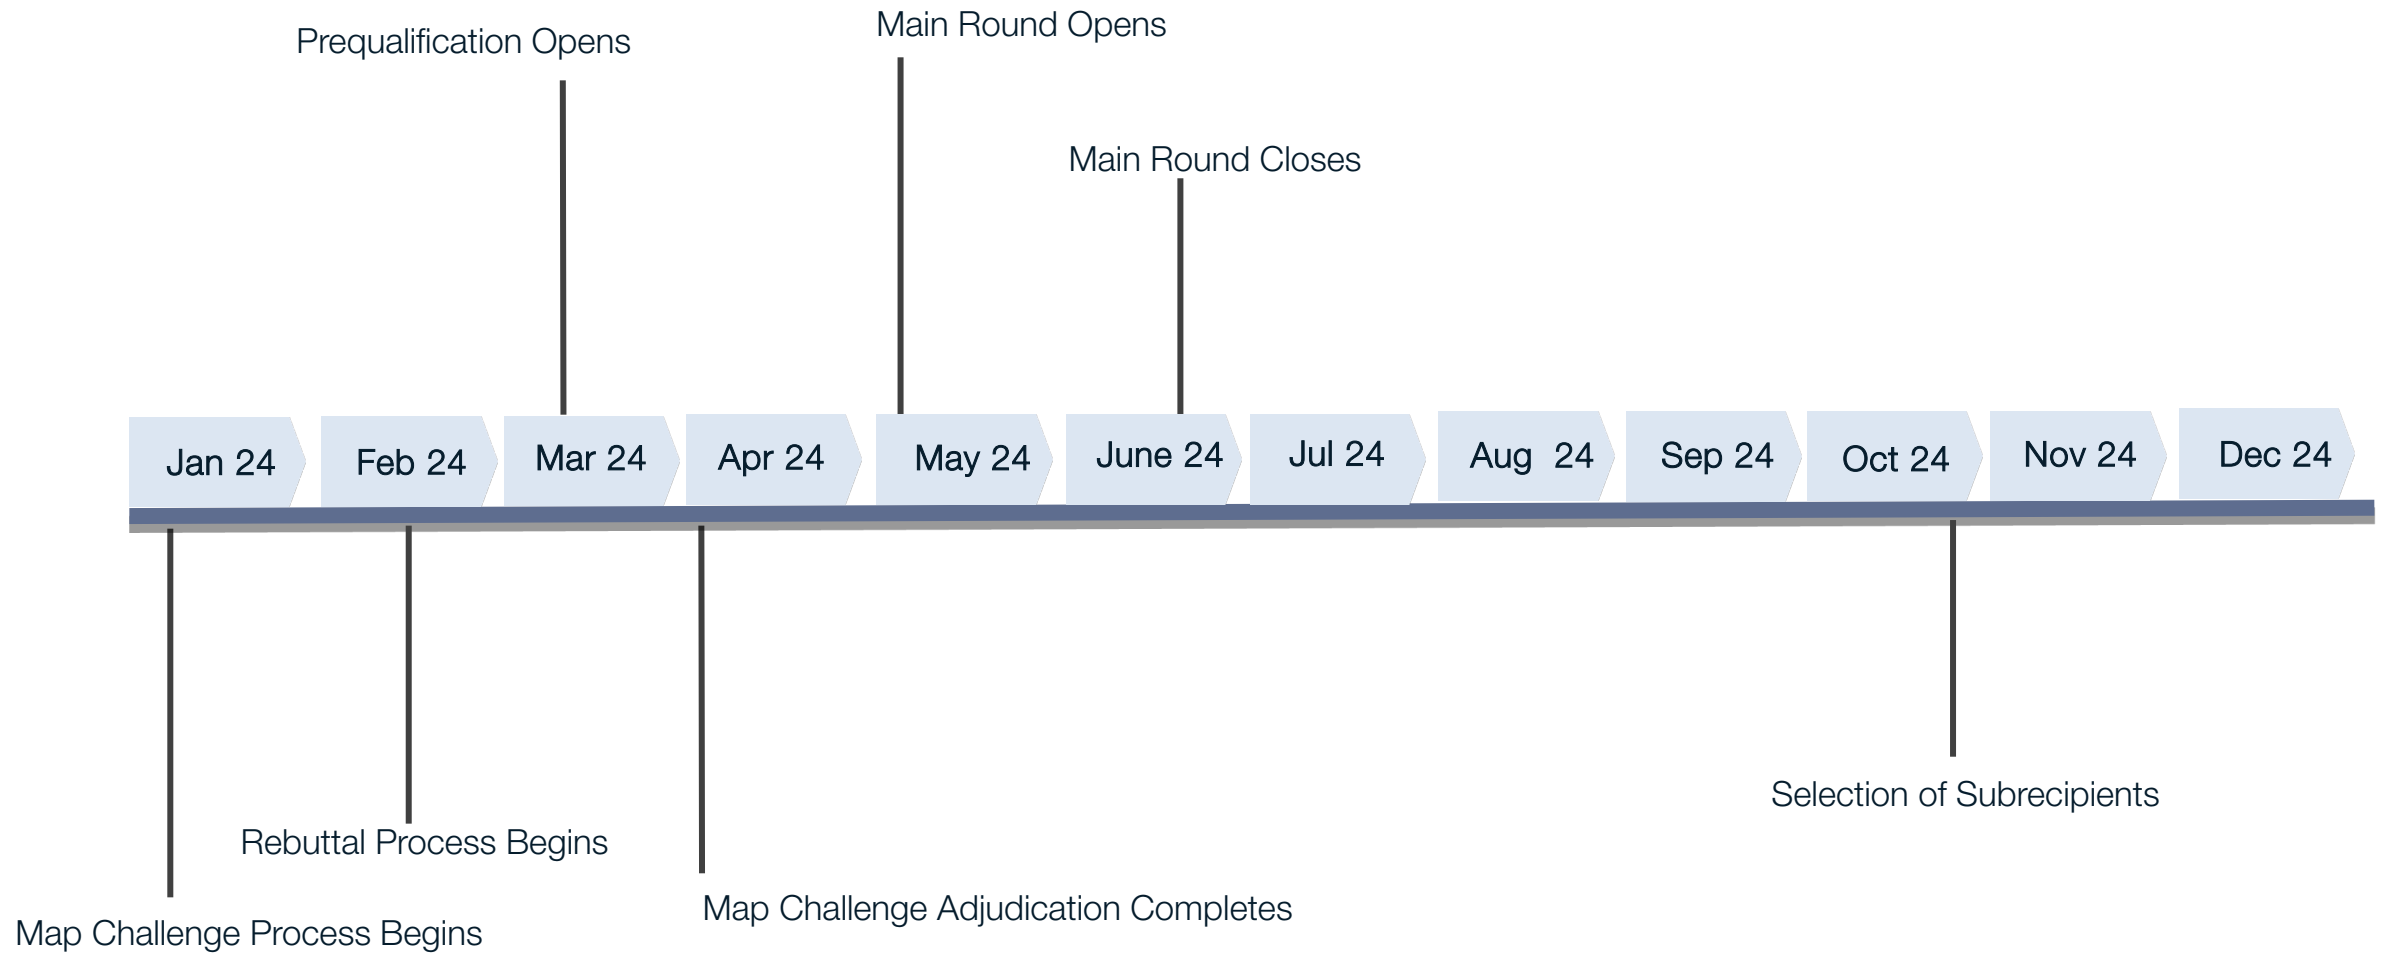 Main Round Opens
Prequalification Opens
Main Round Closes
Jan 24
Feb 24
Mar 24
Apr 24
May 24
June 24
Jul 24
Aug  24
Sep 24
Oct 24
Nov 24
Dec 24
Selection of Subrecipients
Rebuttal Process Begins
Map Challenge Adjudication Completes
Map Challenge Process Begins